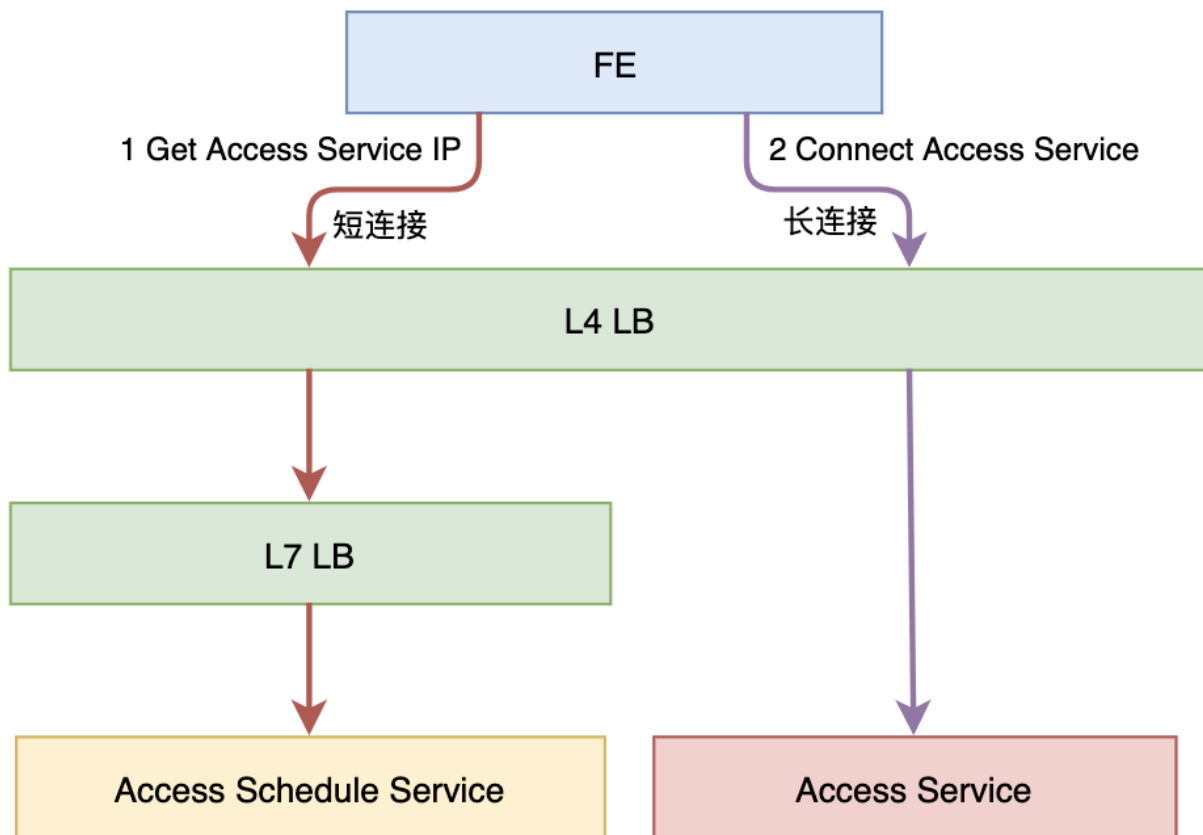 FE
1 Get Access Service IP
2 Connect Access Service
短连接
长连接
L4 LB
L7 LB
Access Schedule Service
Access Service